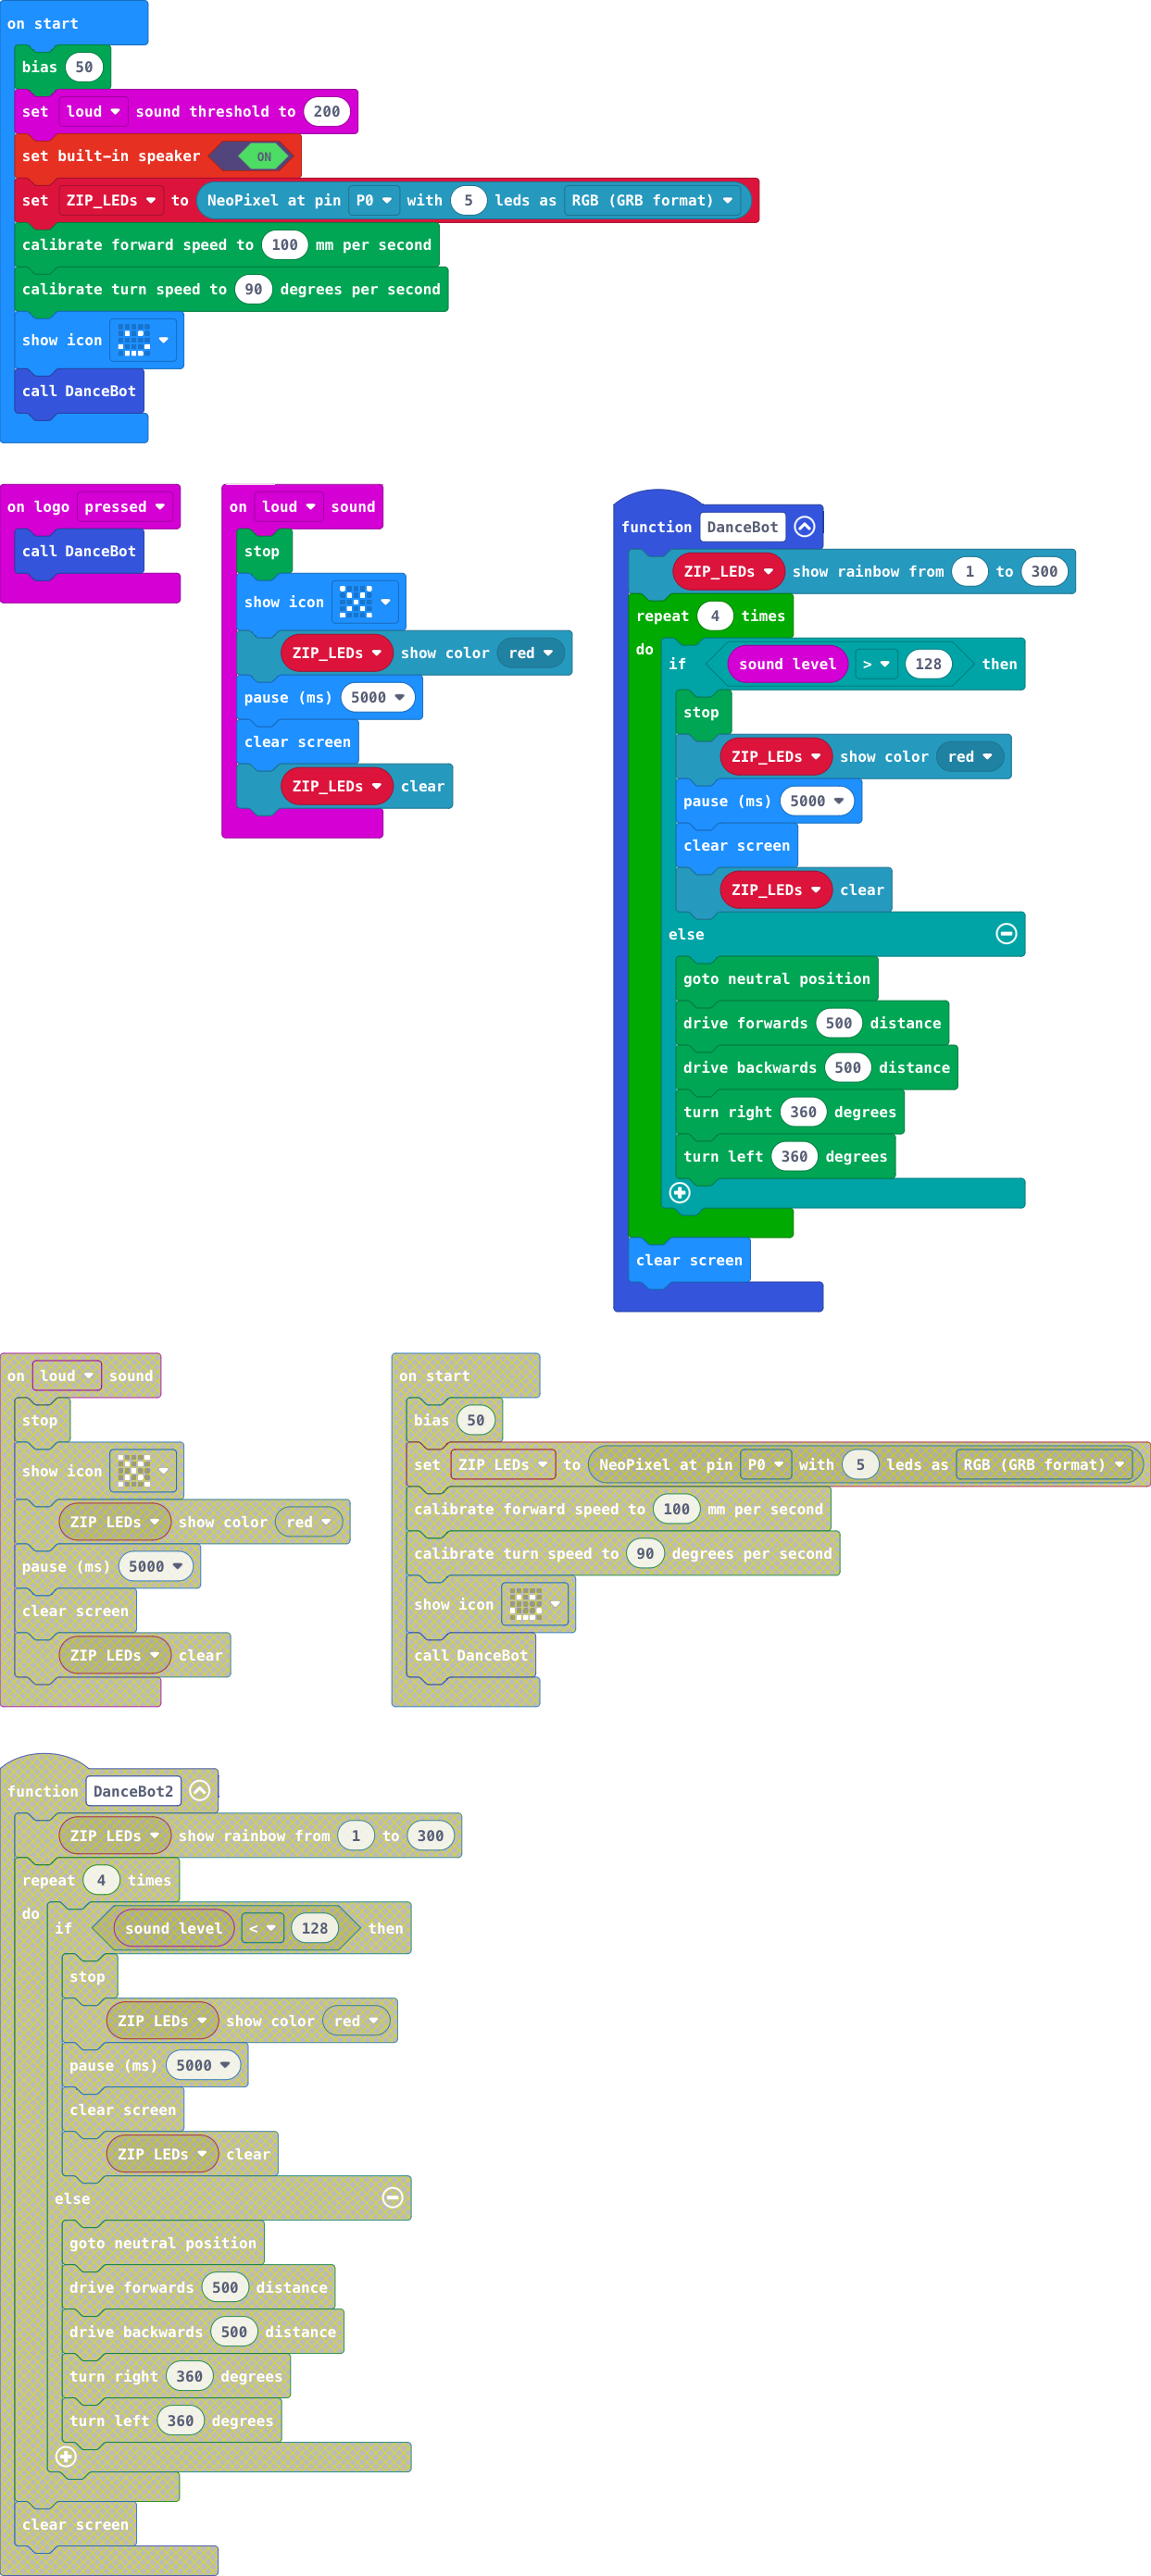 on start
bias 50
set loud sound threshold to 200
set built-in speaker ON
set ZIP_LEDs to NeoPixel at pin P0 with 5 leds as RGB (GRB format)
calibrate forward speed to 100 mm per second
calibrate turn speed to 90 degrees per second
show icon
call DanceBot
on logo pressed
call DanceBot
on loud sound
stop
show icon
ZIP_LEDs show color red
pause (ms) 5000
clear screen
ZIP_LEDs clear
function DanceBot
ZIP_LEDs show rainbow from 1 to 300
repeat 4 times
do
if sound level > 128 then
stop
ZIP_LEDs show color red
pause (ms) 5000
clear screen
ZIP_LEDs clear
else
goto neutral position
drive forwards 500 distance
drive backwards 500 distance
turn right 360 degrees
turn left 360 degrees
clear screen
on loud sound
stop
show icon
ZIP LEDs show color red
pause (ms) 5000
clear screen
ZIP LEDs clear
on start
bias 50
set ZIP LEDs to NeoPixel at pin P0 with 5 leds as RGB (GRB format)
calibrate forward speed to 100 mm per second
calibrate turn speed to 90 degrees per second
show icon
call DanceBot
function DanceBot2
ZIP LEDs show rainbow from 1 to 300
repeat 4 times
do
if sound level < 128 then
stop
ZIP LEDs show color red
pause (ms) 5000
clear screen
ZIP LEDs clear
else
goto neutral position
drive forwards 500 distance
drive backwards 500 distance
turn right 360 degrees
turn left 360 degrees
clear screen